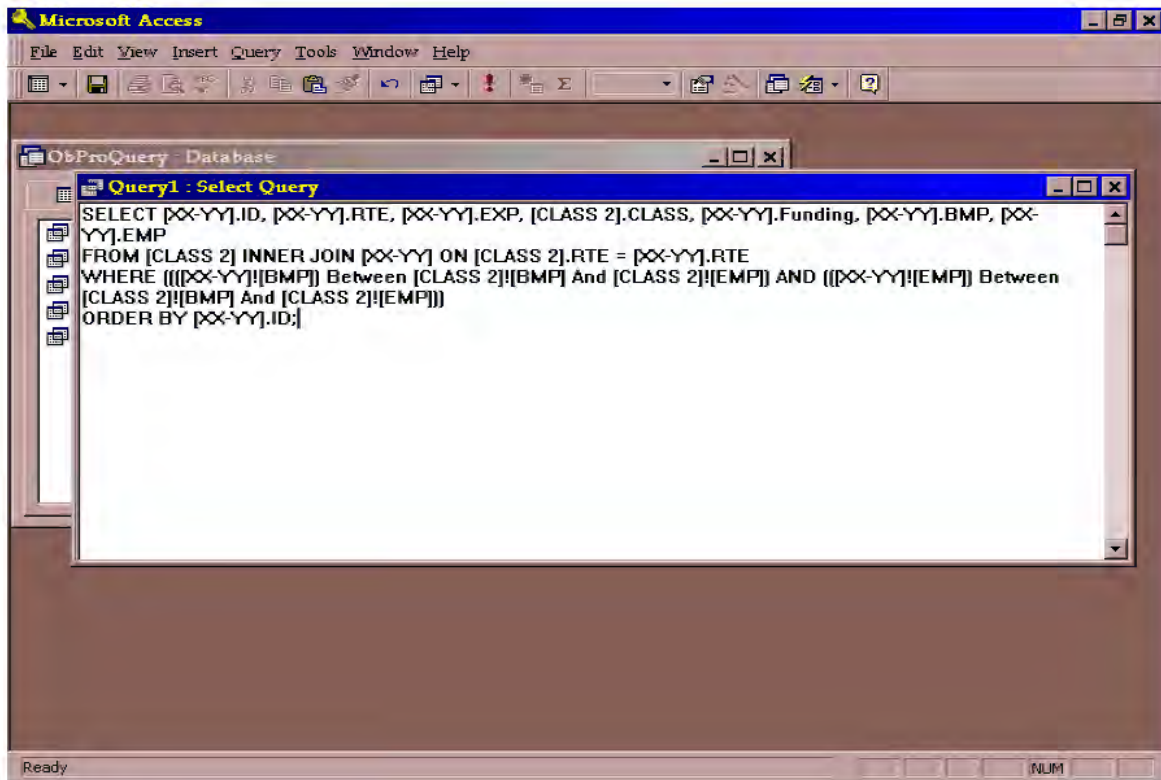 Microsoft Access
File Edit View Insert Query Tools Window Help
ObProQuery : Database
Query1 : Select Query
SELECT [XX-YY].ID, [XX-YY].RTE, [XX-YY].EXP, [CLASS 2].CLASS, [XX-YY].Funding, [XX-YY].BMP, [XX-
YY].EMP
FROM [CLASS 2] INNER JOIN [XX-YY] ON [CLASS 2].RTE = [XX-YY].RTE
WHERE (((([XX-YY]![BMP]) Between [CLASS 2]![BMP] And [CLASS 2]![EMP]) AND (([XX-YY]![EMP]) Between
[CLASS 2]![BMP] And [CLASS 2]![EMP])))
ORDER BY [XX-YY].ID;
Ready NUM